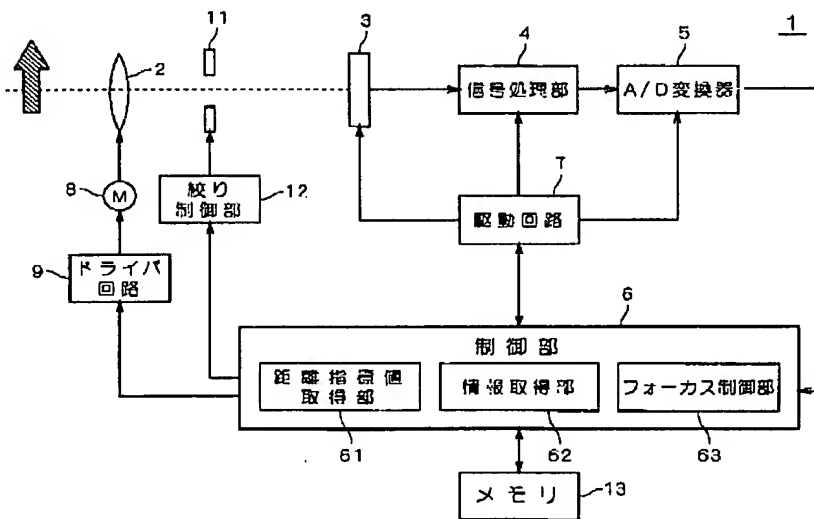 11
3
4
5
1
2
信号処理部
A/D変換器
8
M
絞り
制御部
12
7
駆動回路
9
ドライバ
回路
6
制御部
距離指標値
取得部
情報取得部
フォーカス制御部
61
62
63
メモリ
13